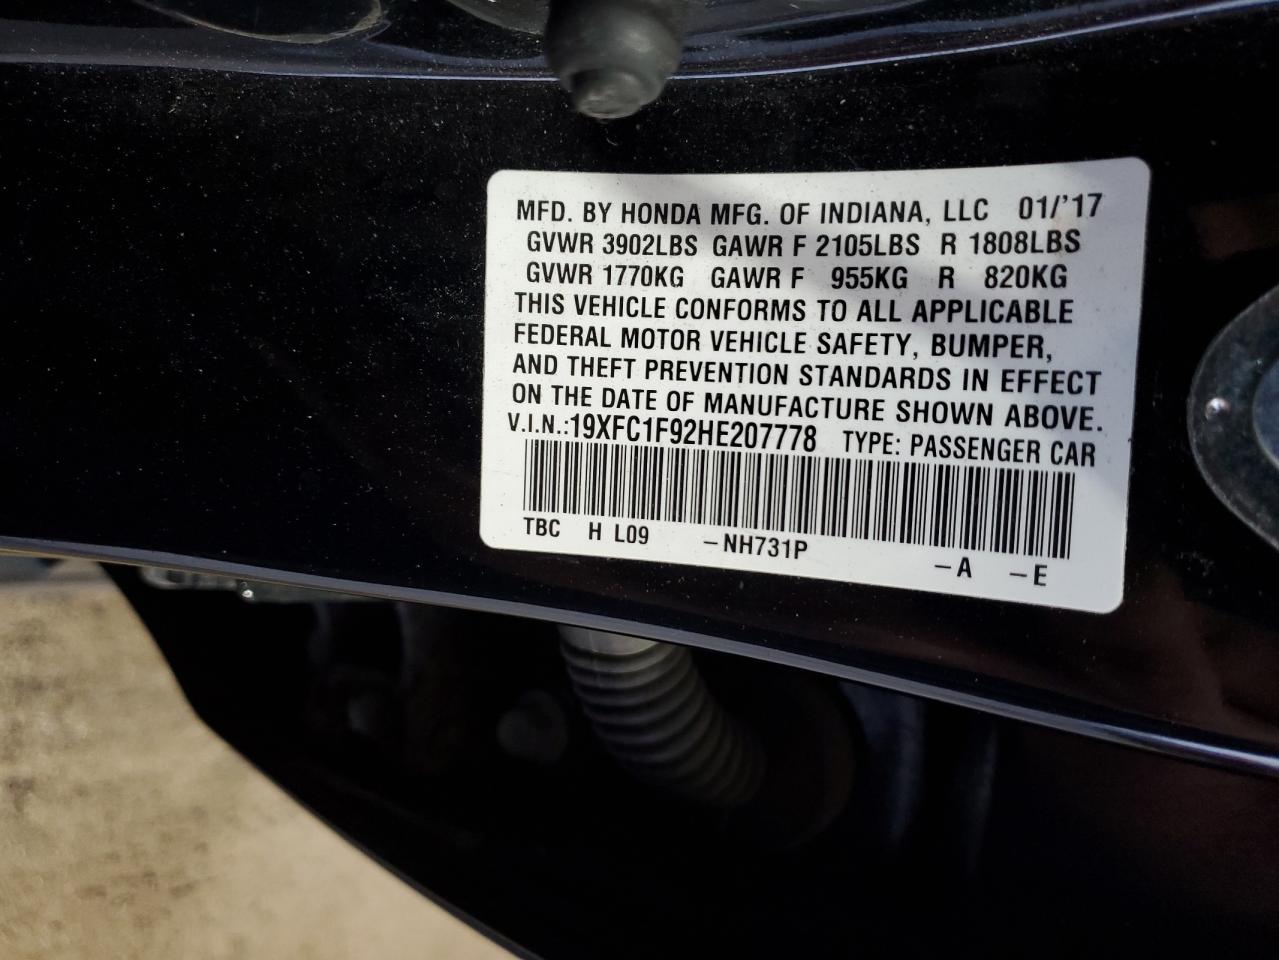 MFD. BY HONDA MFG. OF INDIANA, LLC 01/'17
GVWR 3902LBS GAWR F 2105LBS R 1808LBS
GVWR 1770KG GAWR F 955KG R 820KG
THIS VEHICLE CONFORMS TO ALL APPLICABLE
FEDERAL MOTOR VEHICLE SAFETY, BUMPER,
AND THEFT PREVENTION STANDARDS IN EFFECT
ON THE DATE OF MANUFACTURE SHOWN ABOVE.
V.I.N.:19XFC1F92HE207778 TYPE: PASSENGER CAR
TBC H L09 -NH731P -A -E